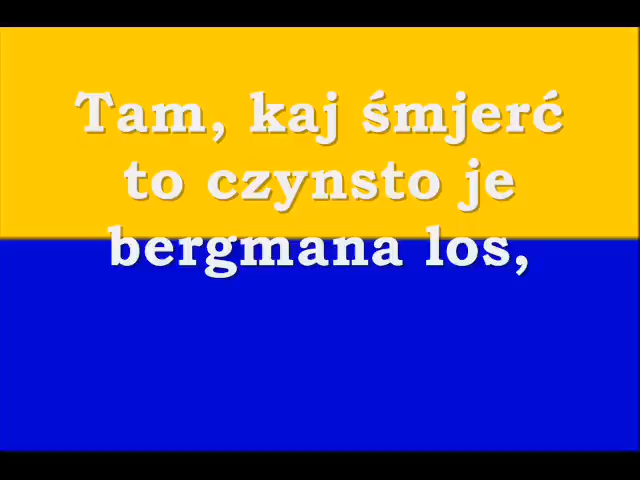 Tam, kaj śmjerć
to czynsto je
bergmana los,